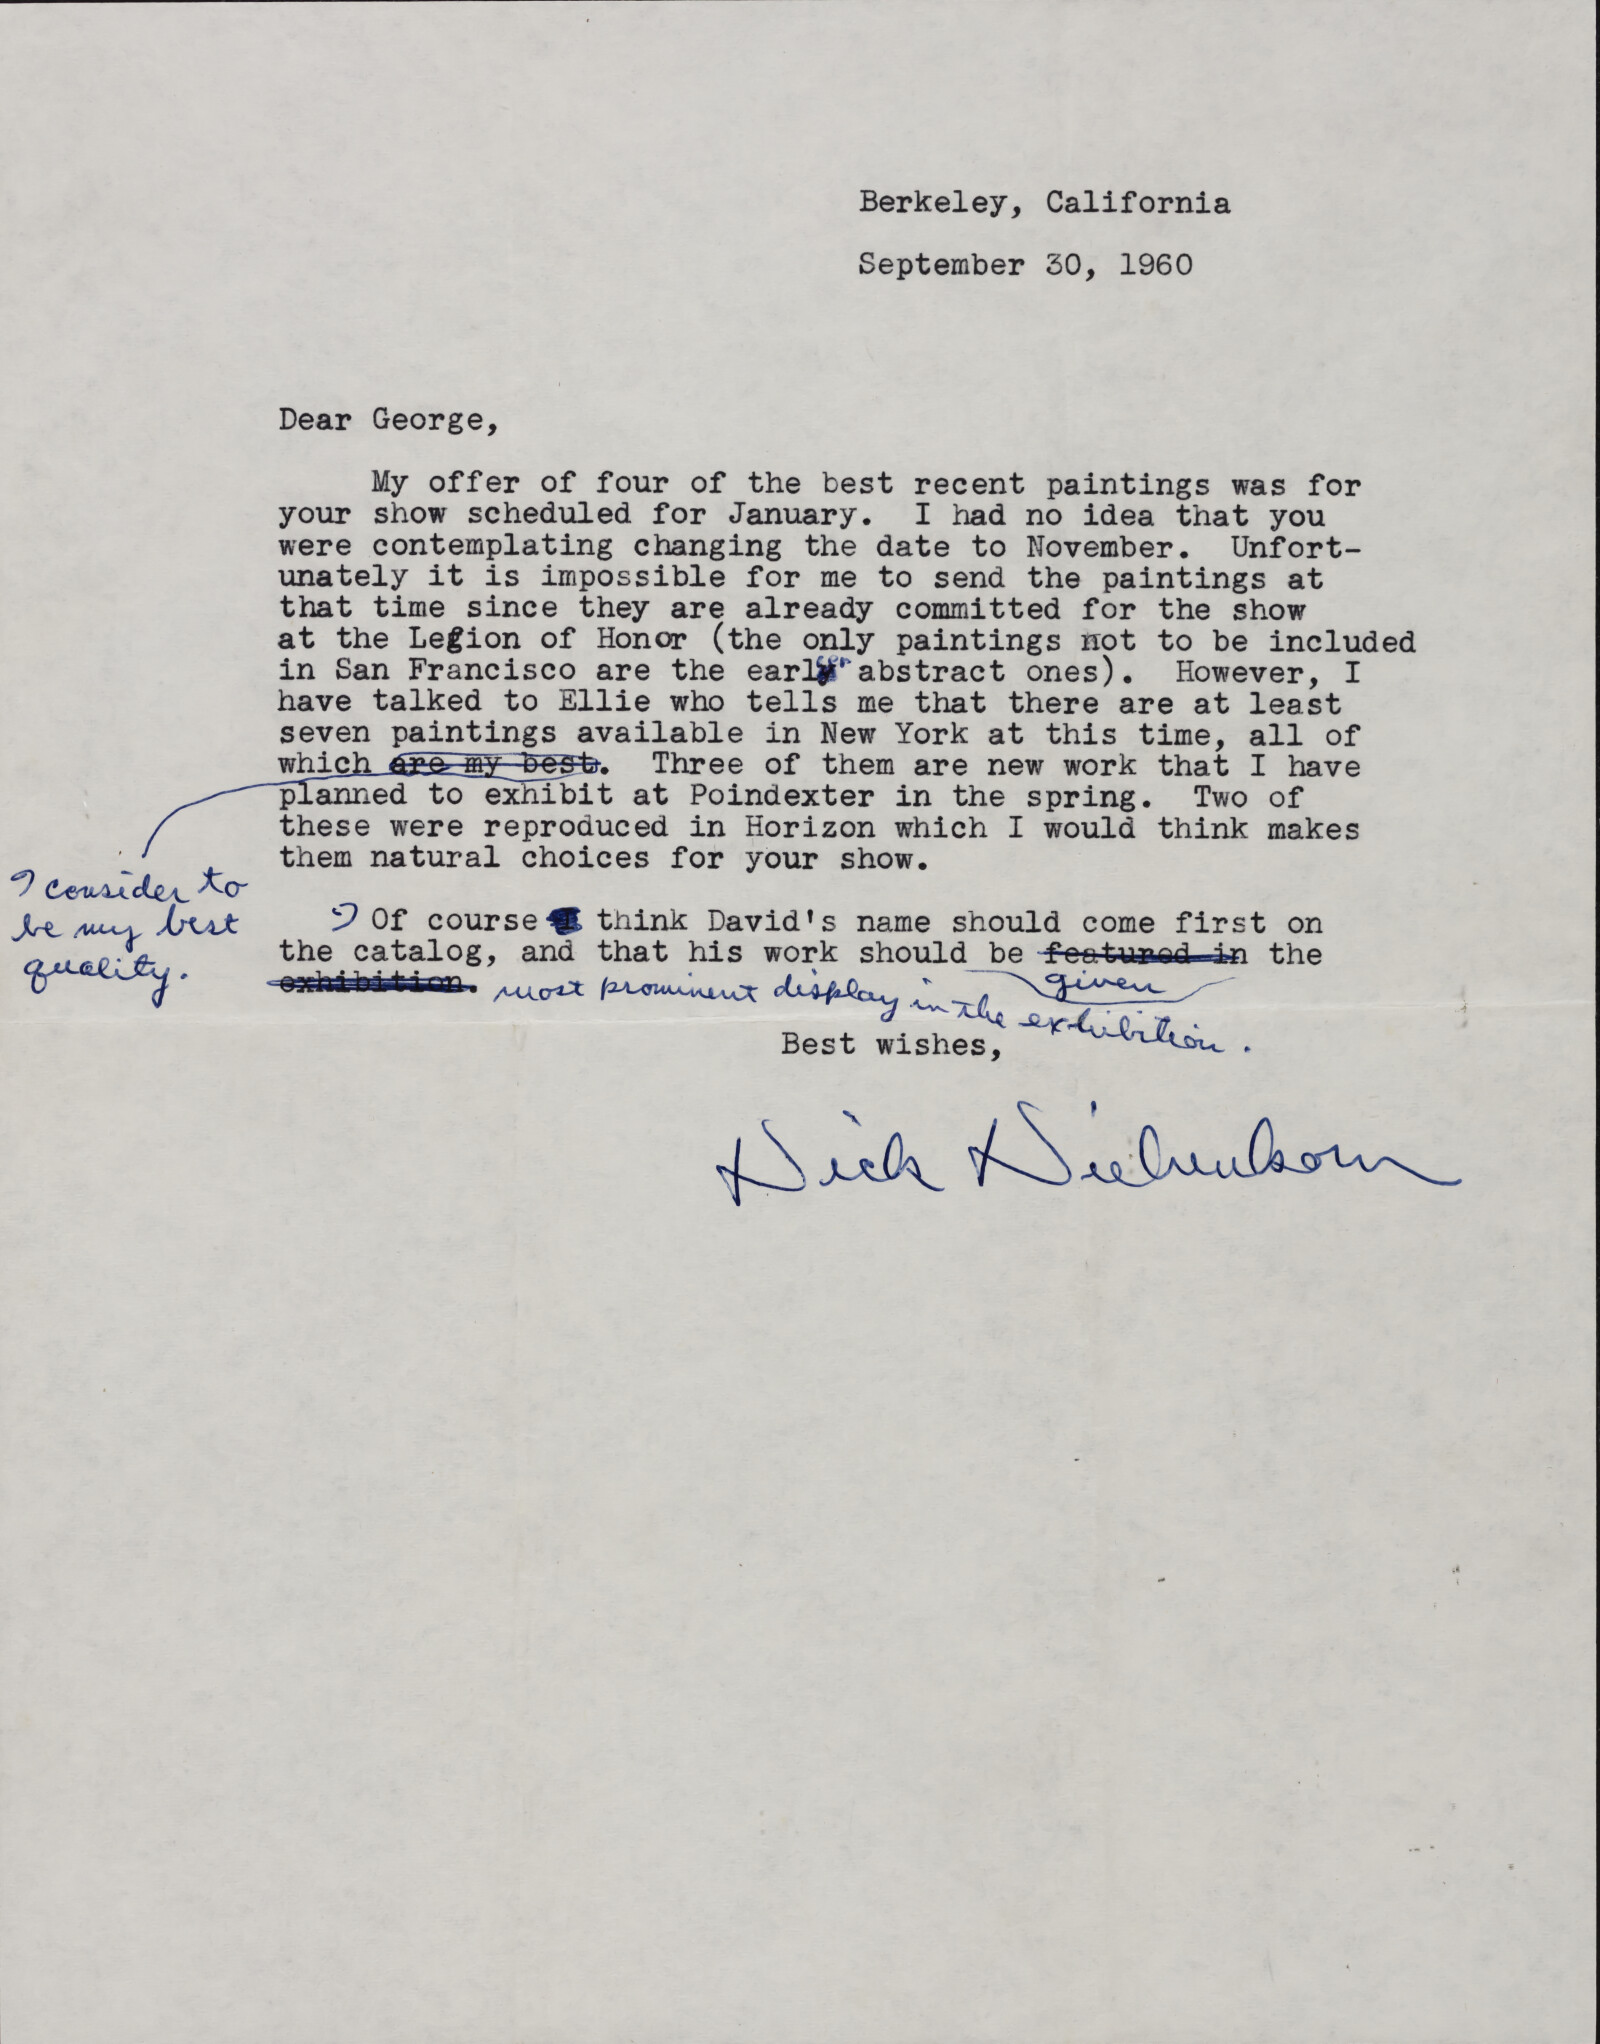 Berkeley, California
September 30, 1960
Dear George,
My offer of four of the best recent paintings was for
your show scheduled for January. I had no idea that you
were contemplating changing the date to November. Unfort-
unately it is impossible for me to send the paintings at
that time since they are already committed for the show
at the Legion of Honor (the only paintings not to be included
in San Francisco are the earlier abstract ones). However, I
have talked to Ellie who tells me that there are at least
seven paintings available in New York at this time, all of
which are my best. Three of them are new work that I have
planned to exhibit at Poindexter in the spring. Two of
these were reproduced in Horizon which I would think makes
them natural choices for your show.
I consider to
be my best
quality.
I Of course I think David's name should come first on
the catalog, and that his work should be featured in the
given
exhibition. most prominent display in the exhibition.
Best wishes,
Dick Diebenkorn